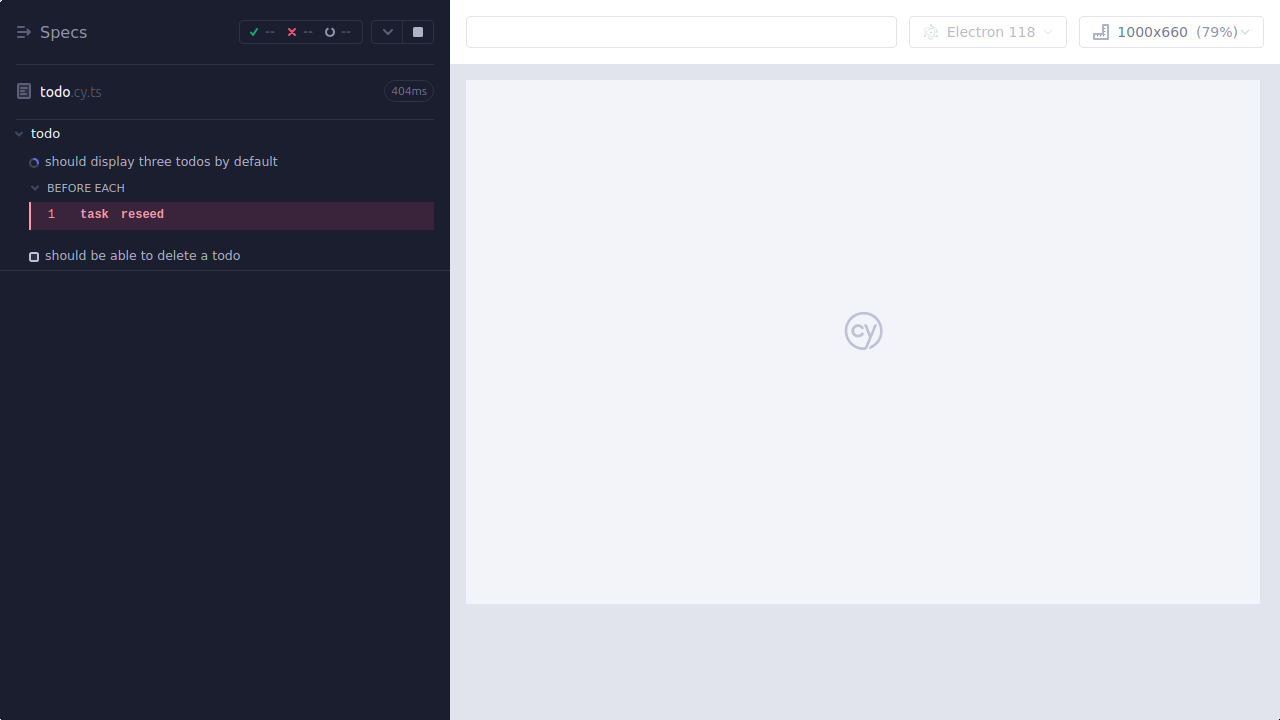 Specs
-- -- --
Electron 118
1000x660 (79%)
todo.cy.ts
404ms
todo
should display three todos by default
BEFORE EACH
1 task reseed
should be able to delete a todo
cy